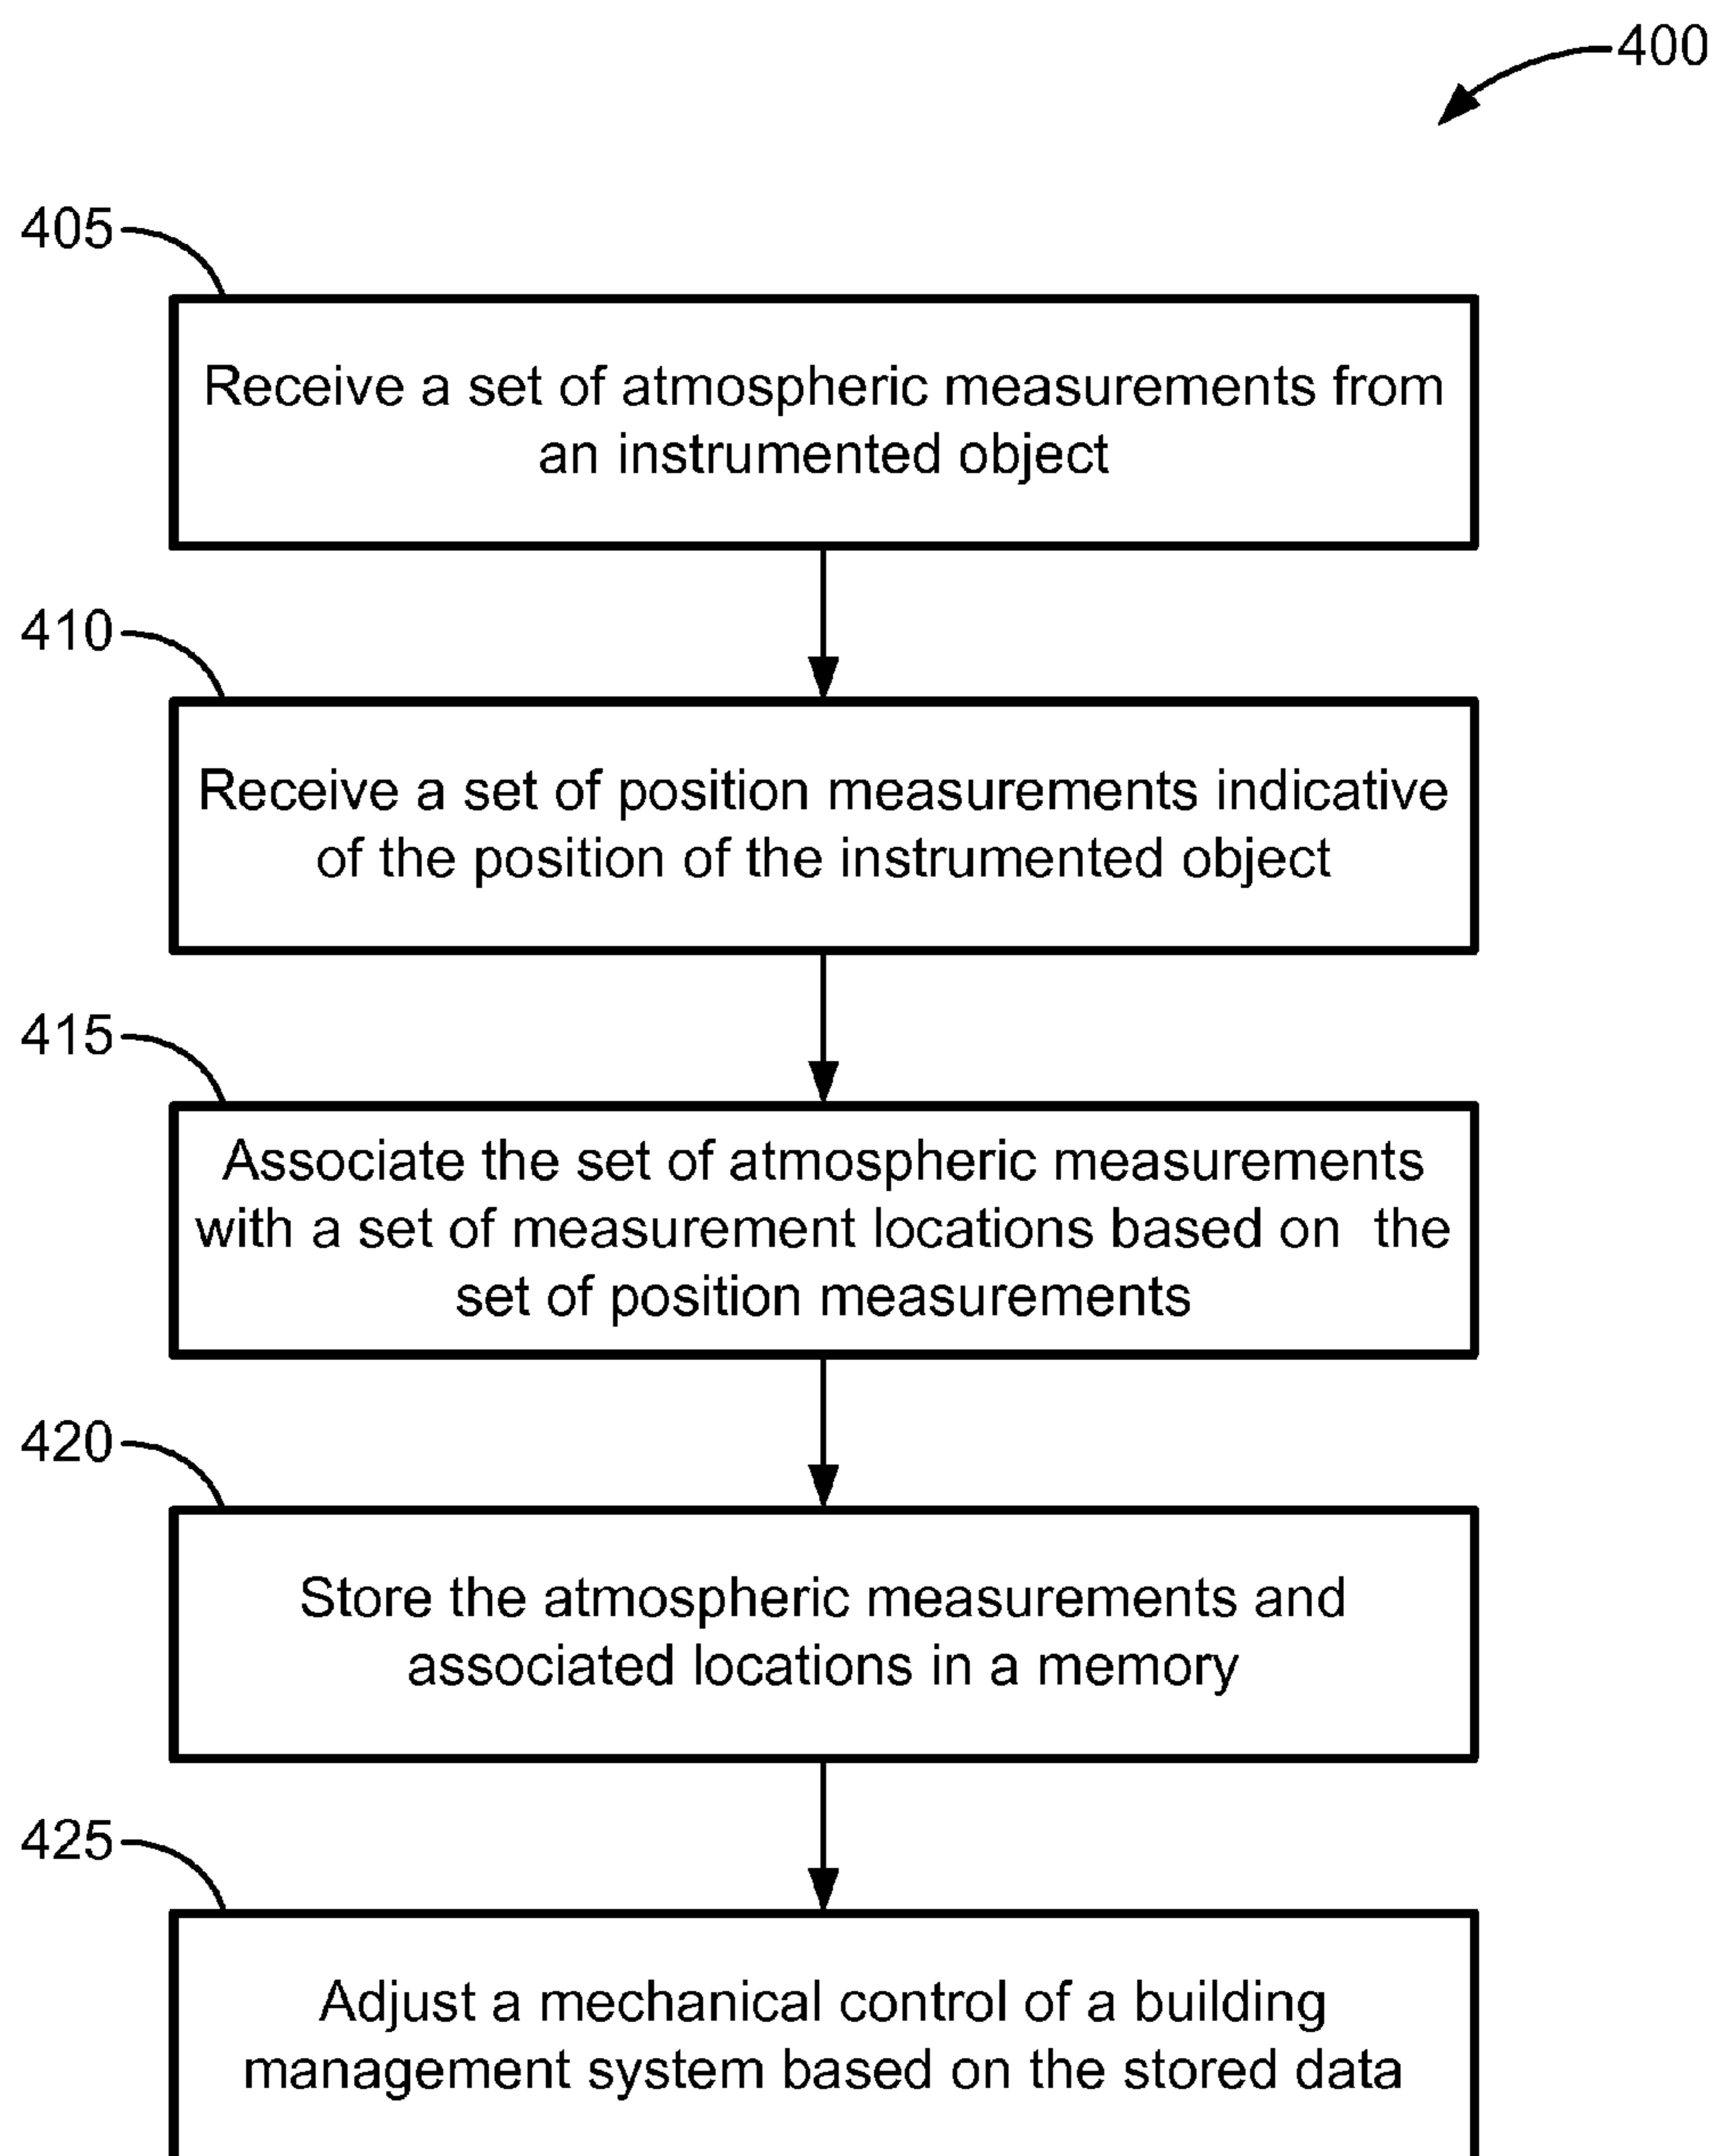 400
405
Receive a set of atmospheric measurements from
an instrumented object
410
Receive a set of position measurements indicative
of the position of the instrumented object
415
Associate the set of atmospheric measurements
with a set of measurement locations based on the
set of position measurements
420
Store the atmospheric measurements and
associated locations in a memory
425
Adjust a mechanical control of a building
management system based on the stored data